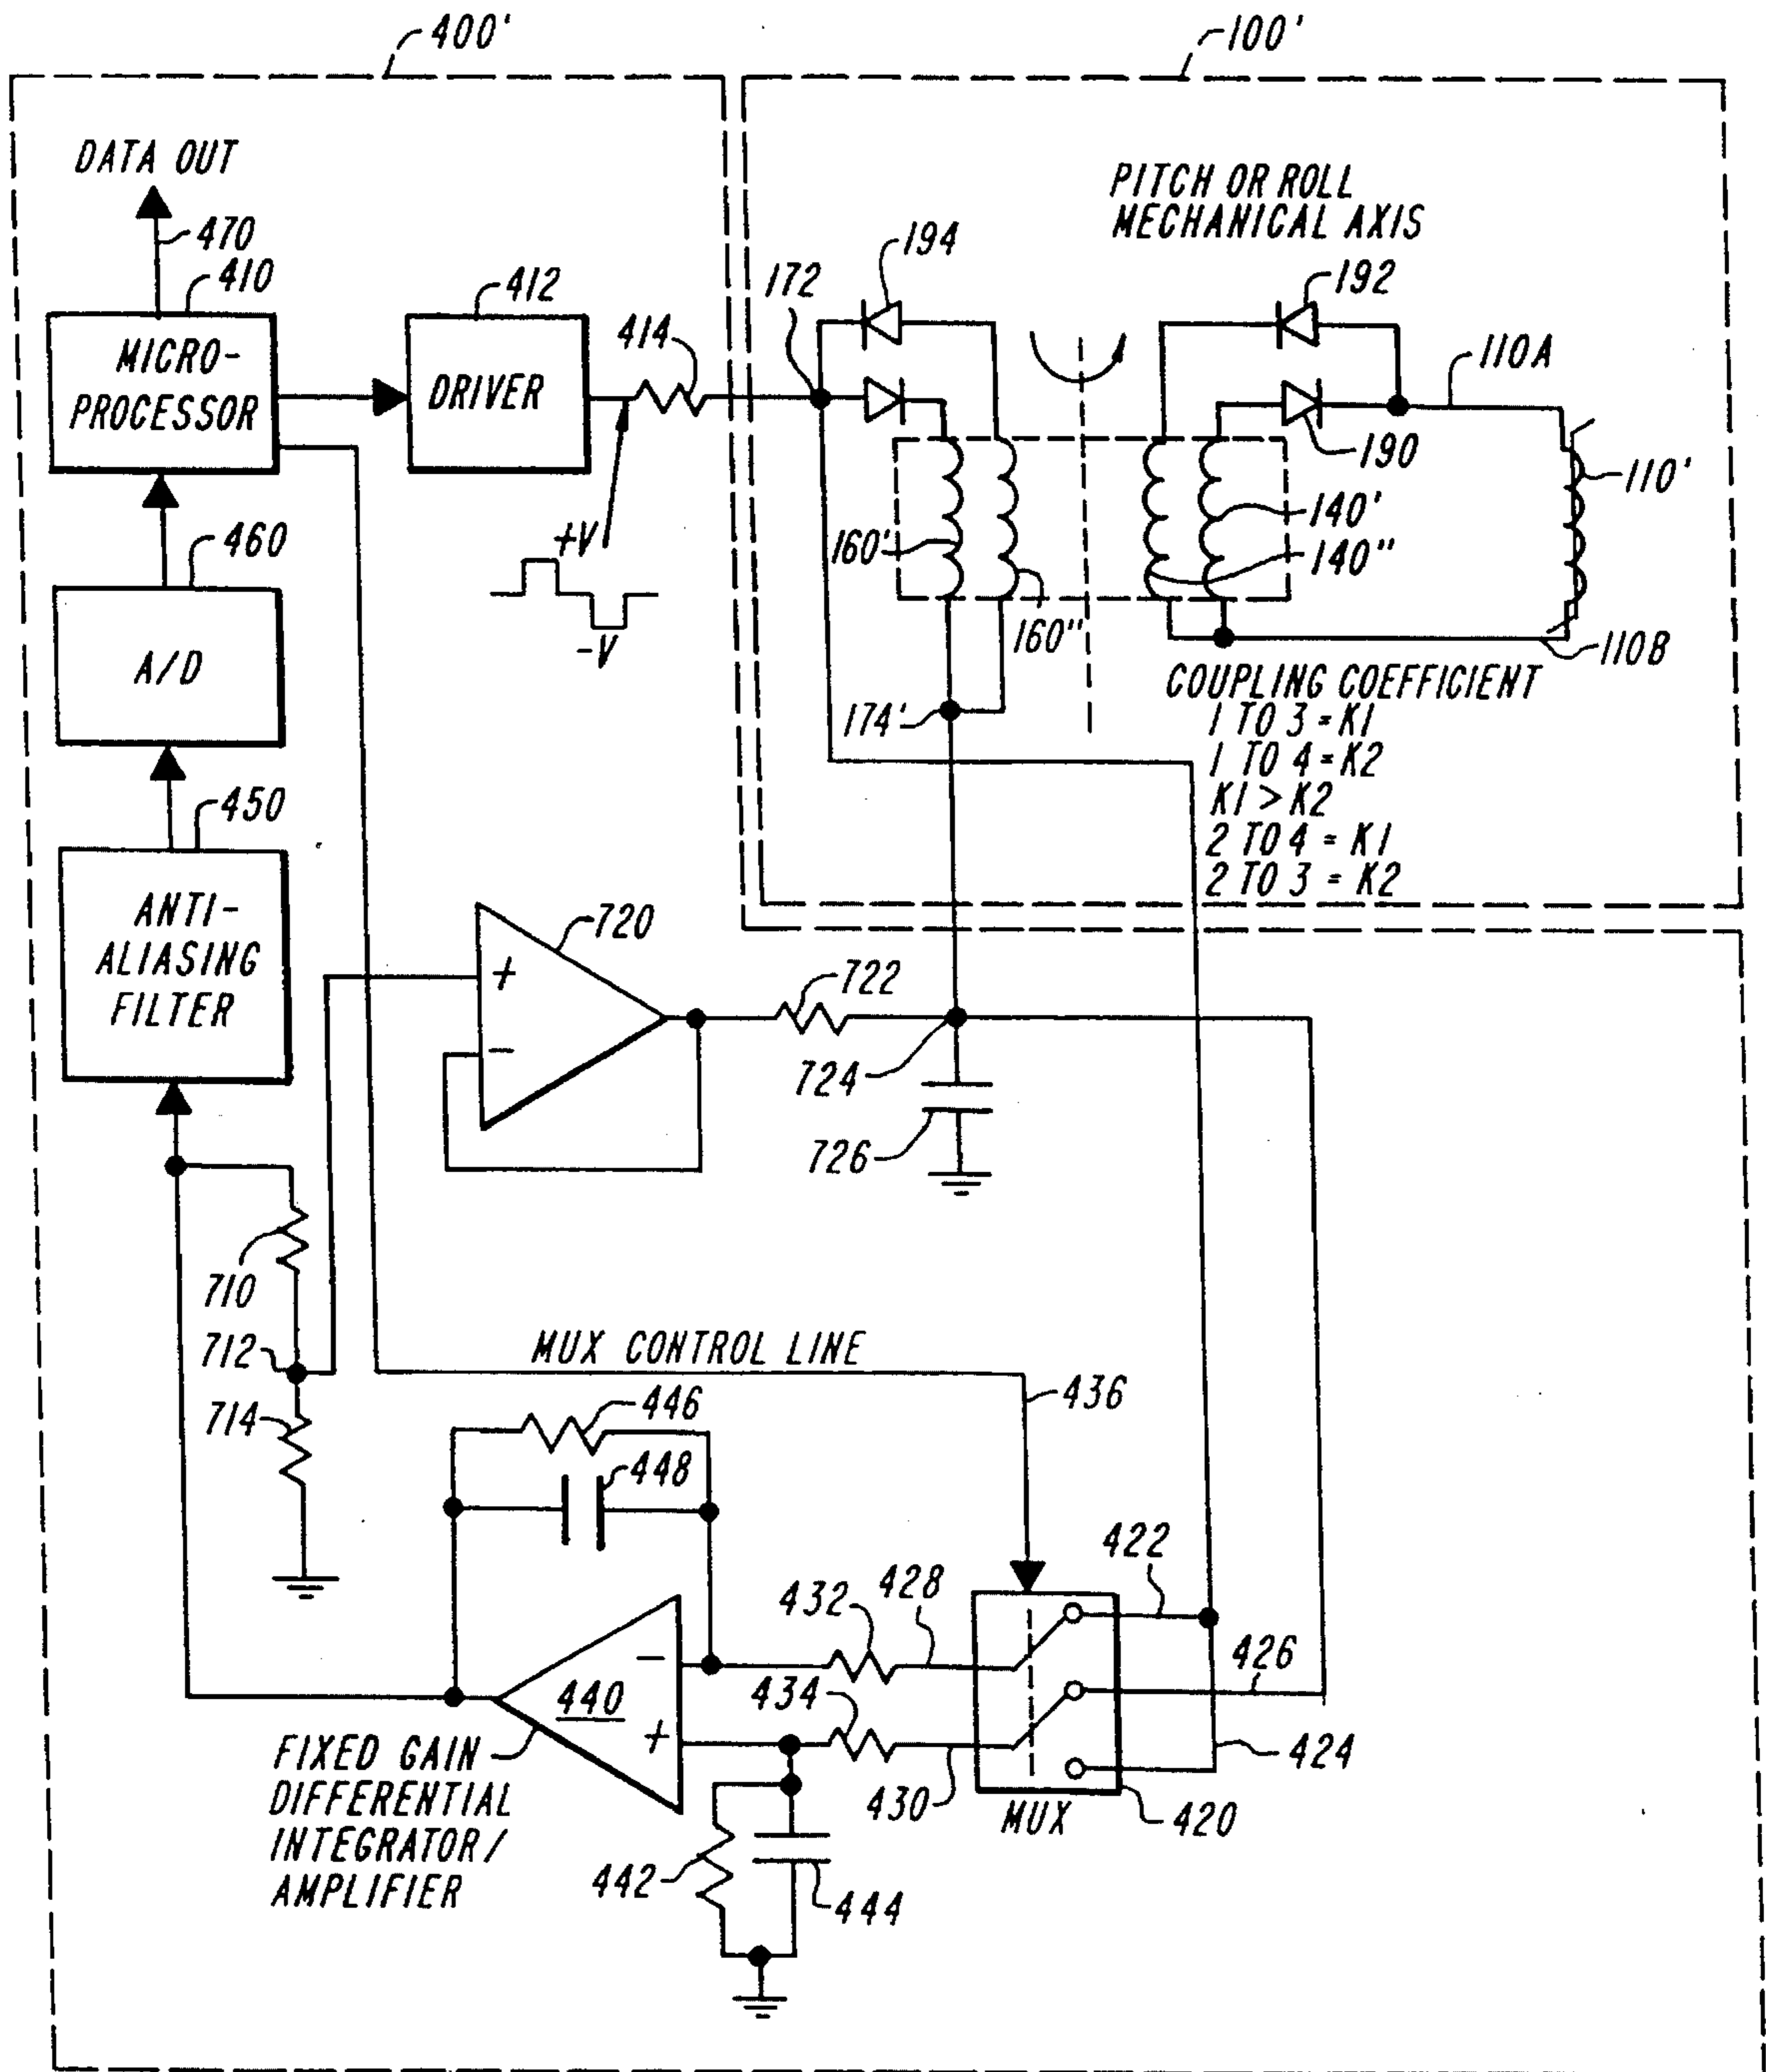 400'
100'
DATA OUT
470
410
MICRO-
PROCESSOR
412
DRIVER
414
172
194
PITCH OR ROLL
MECHANICAL AXIS
192
110A
190
110'
140'
140"
160'
160"
110B
+V
-V
174'
COUPLING COEFFICIENT
1 TO 3 = K1
1 TO 4 = K2
K1 > K2
2 TO 4 = K1
2 TO 3 = K2
460
A/D
450
ANTI-
ALIASING
FILTER
720
+
-
722
724
726
710
712
714
MUX CONTROL LINE
436
446
448
432
428
422
426
434
430
424
420
MUX
-
440
+
442
444
FIXED GAIN
DIFFERENTIAL
INTEGRATOR/
AMPLIFIER